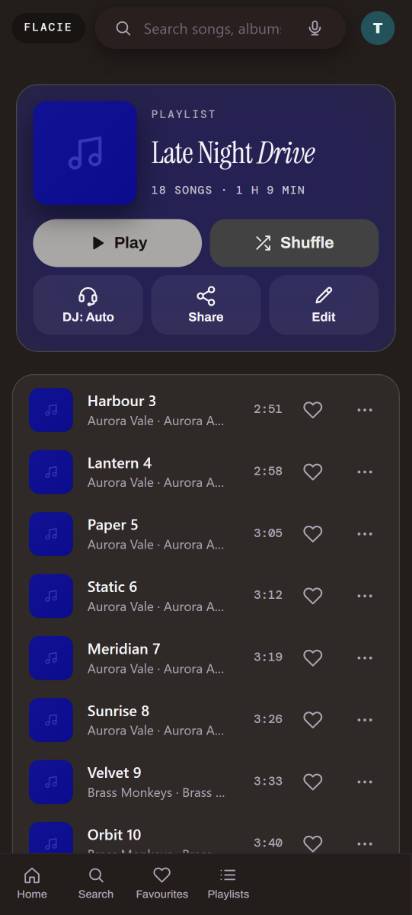 FLACIE
Search songs, album
T
PLAYLIST
Late Night Drive
18 SONGS · 1 H 9 MIN
Play
Shuffle
DJ: Auto
Share
Edit
Harbour 3
Aurora Vale · Aurora A...
2:51
Lantern 4
Aurora Vale · Aurora A...
2:58
Paper 5
Aurora Vale · Aurora A...
3:05
Static 6
Aurora Vale · Aurora A...
3:12
Meridian 7
Aurora Vale · Aurora A...
3:19
Sunrise 8
Aurora Vale · Aurora A...
3:26
Velvet 9
Brass Monkeys · Brass ...
3:33
Orbit 10
Brass Monkeys · Brass
3:40
Home
Search
Favourites
Playlists